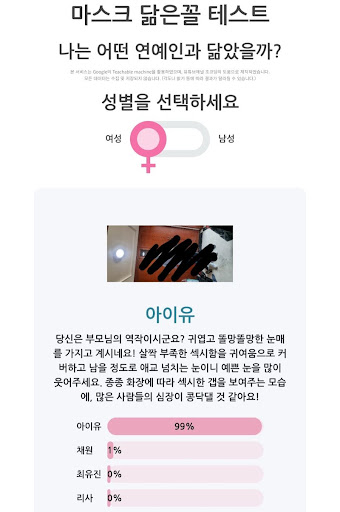 마스크 닮은꼴 테스트
나는 어떤 연예인과 닮았을까?
성별을 선택하세요
여성
남성
아이유
당신은 부모님의 역작이시군요? 귀엽고 똘망똘망한 눈매
를 가지고 계시네요! 살짝 부족한 섹시함을 귀여움으로 커
버하고 남을 정도로 애교 넘치는 눈이니 예쁜 눈을 많이
웃어주세요. 종종 화장에 따라 섹시한 갭을 보여주는 모습
에, 많은 사람들의 심장이 콩닥댈 것 같아요!
아이유 99%
채원 1%
최유진 0%
리사 0%